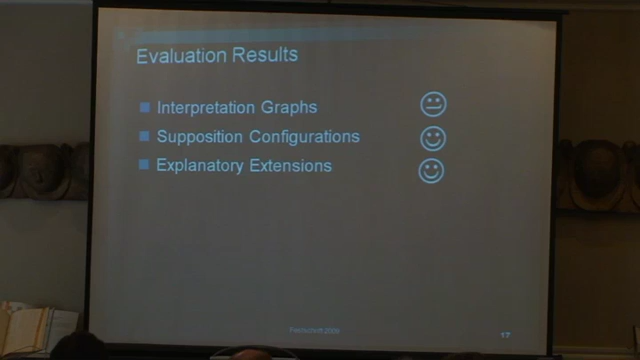 Evaluation Results
Interpretation Graphs
Supposition Configurations
Explanatory Extensions
17